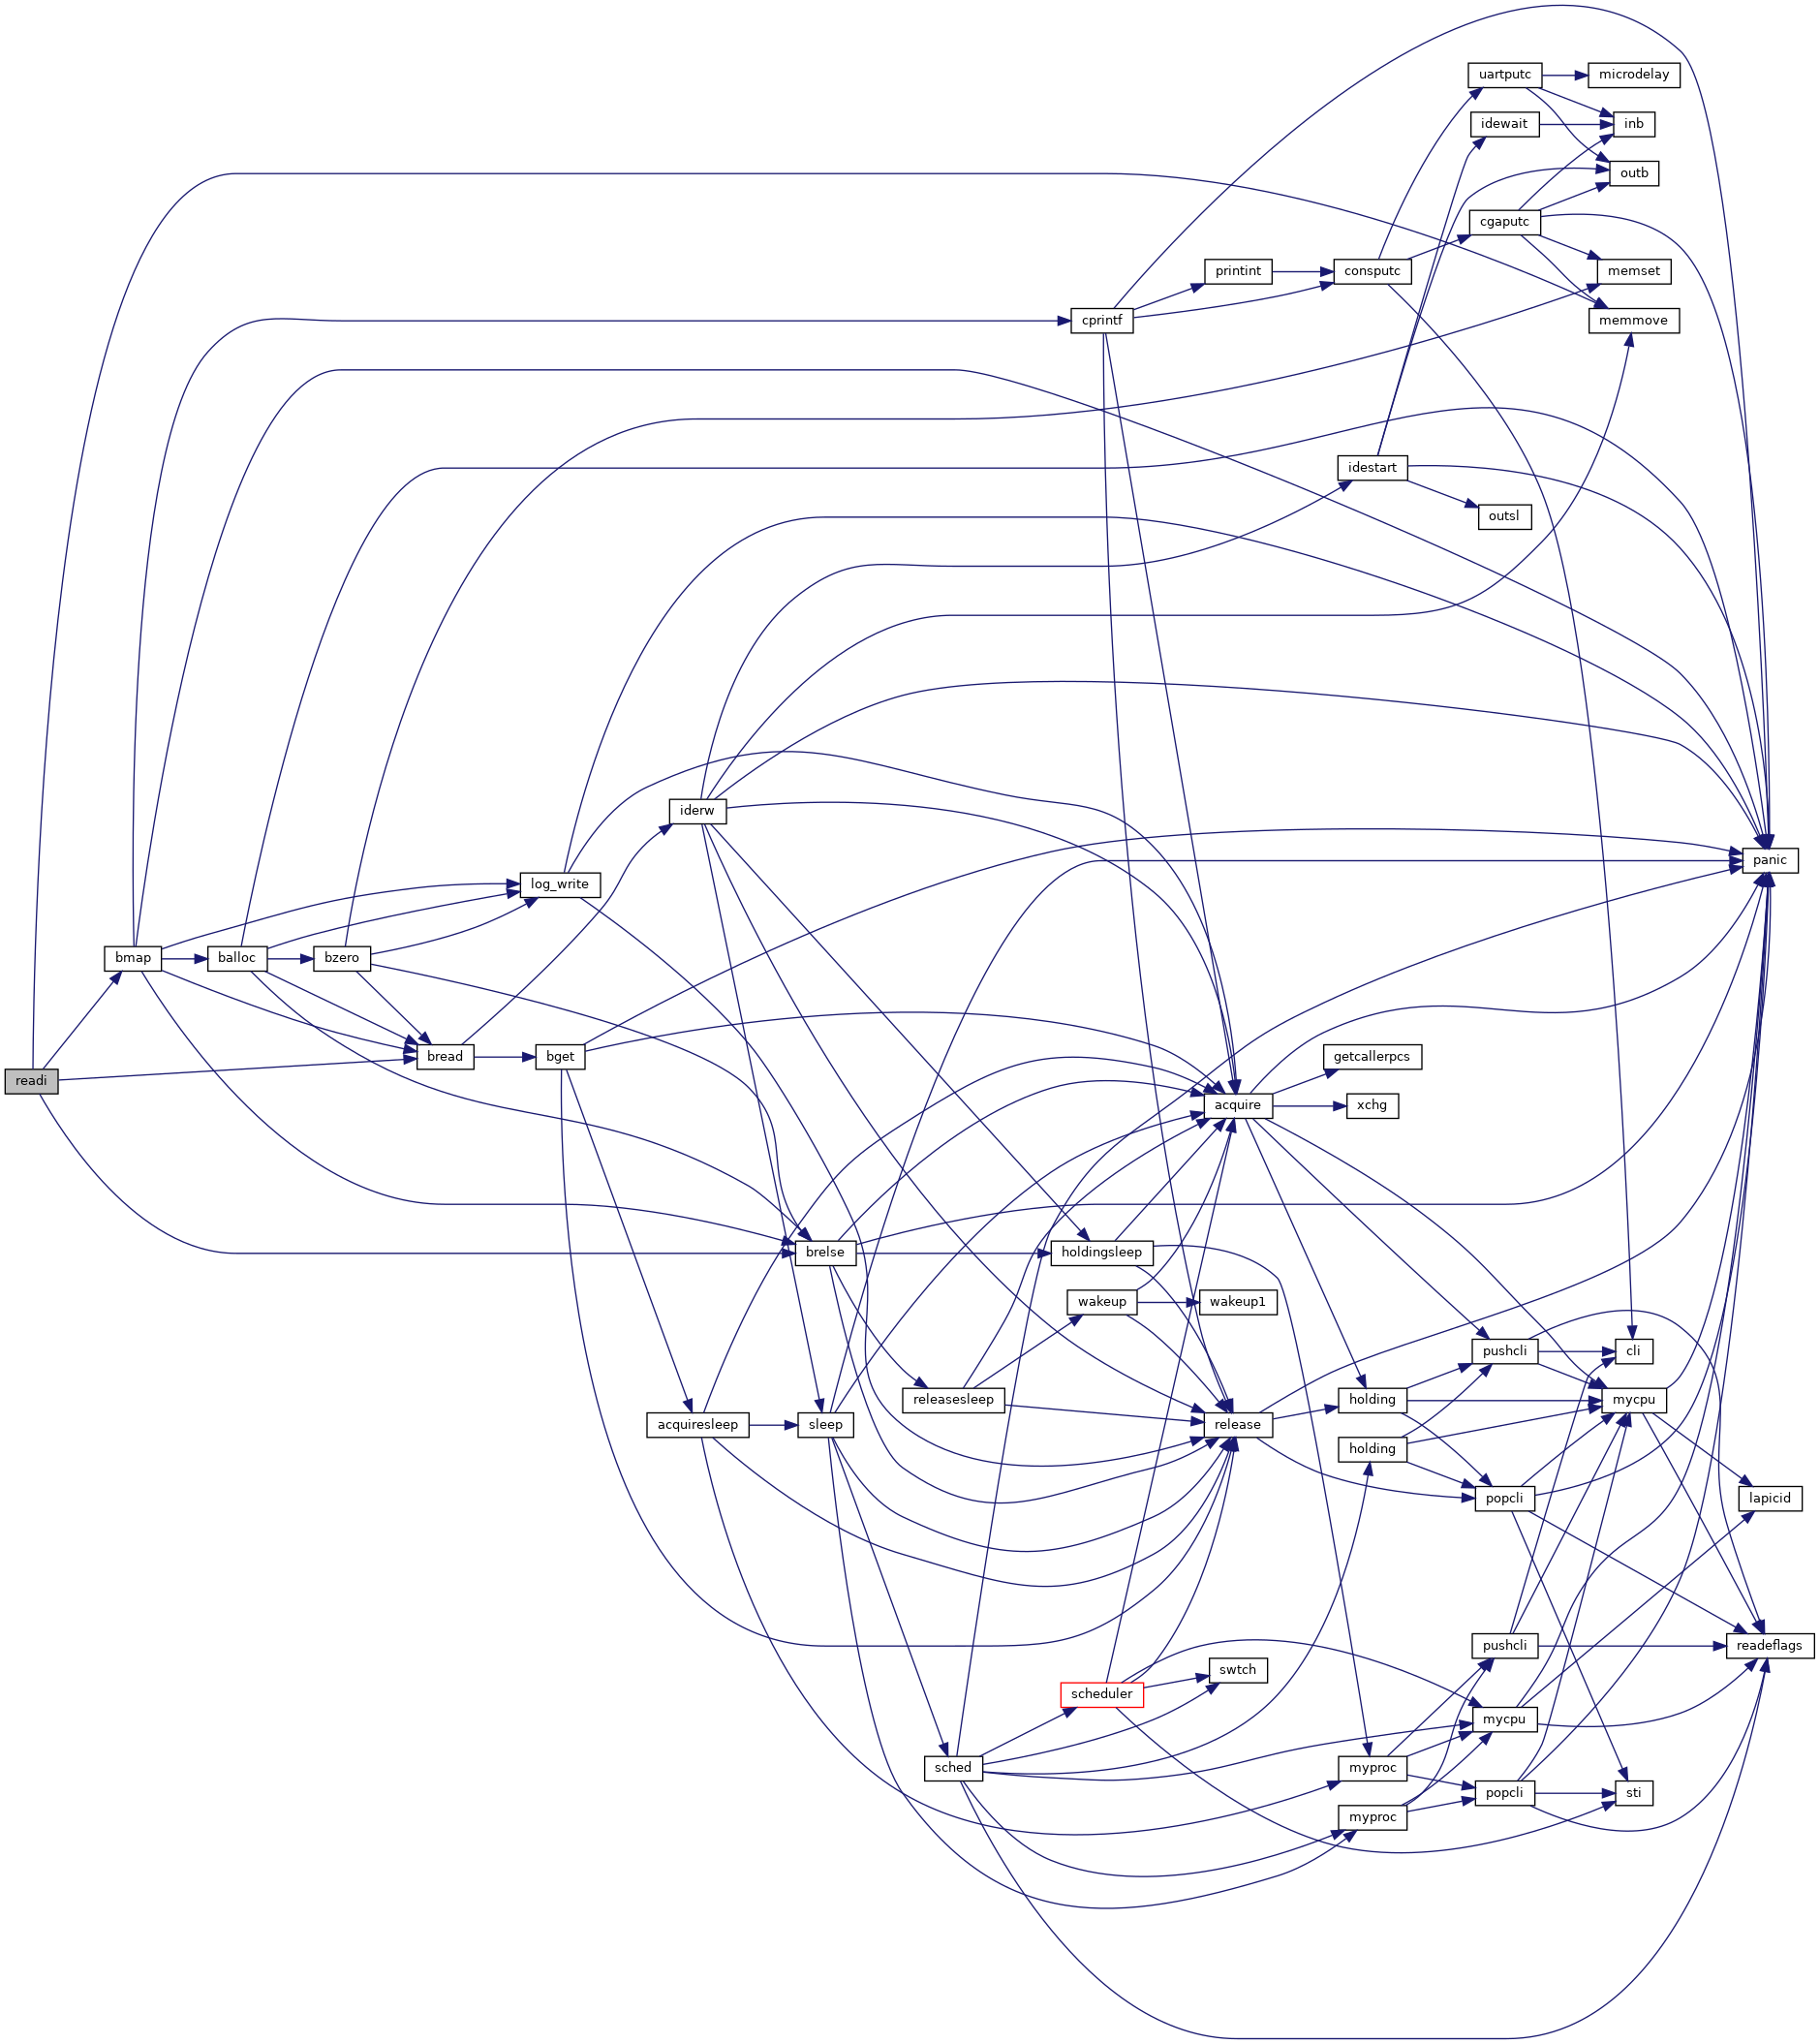 uartputc
microdelay
idewait
inb
outb
cgaputc
printint
consputc
memset
cprintf
memmove
idestart
outsl
iderw
panic
log_write
bmap
balloc
bzero
bread
bget
getcallerpcs
readi
acquire
xchg
brelse
holdingsleep
wakeup
wakeup1
pushcli
cli
releasesleep
holding
mycpu
acquiresleep
sleep
release
holding
popcli
lapicid
pushcli
readeflags
swtch
scheduler
mycpu
sched
myproc
popcli
sti
myproc